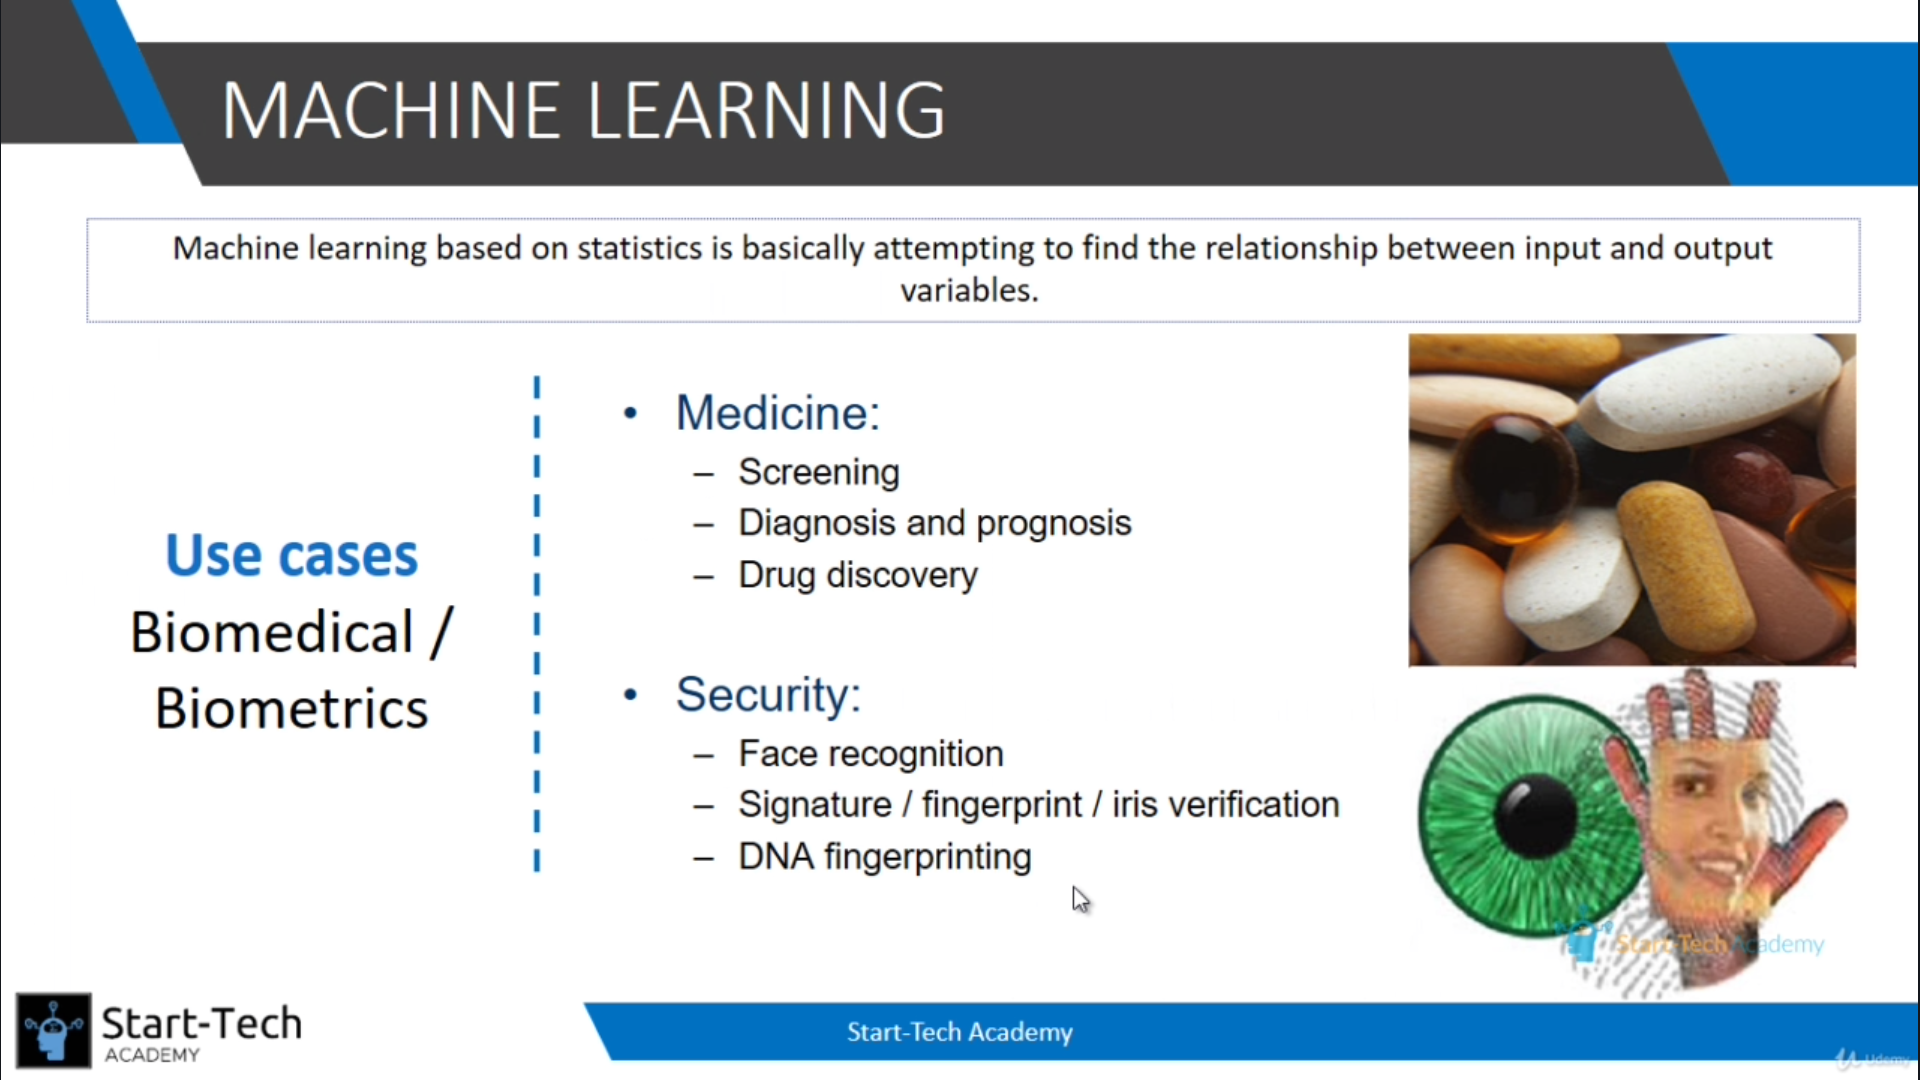 MACHINE LEARNING
Machine learning based on statistics is basically attempting to find the relationship between input and output
variables.
Use cases
Biomedical /
Biometrics
• Medicine:
– Screening
– Diagnosis and prognosis
– Drug discovery
• Security:
– Face recognition
– Signature / fingerprint / iris verification
– DNA fingerprinting
Start-Tech Academy
Start-Tech
ACADEMY
Start-Tech Academy
Udemy